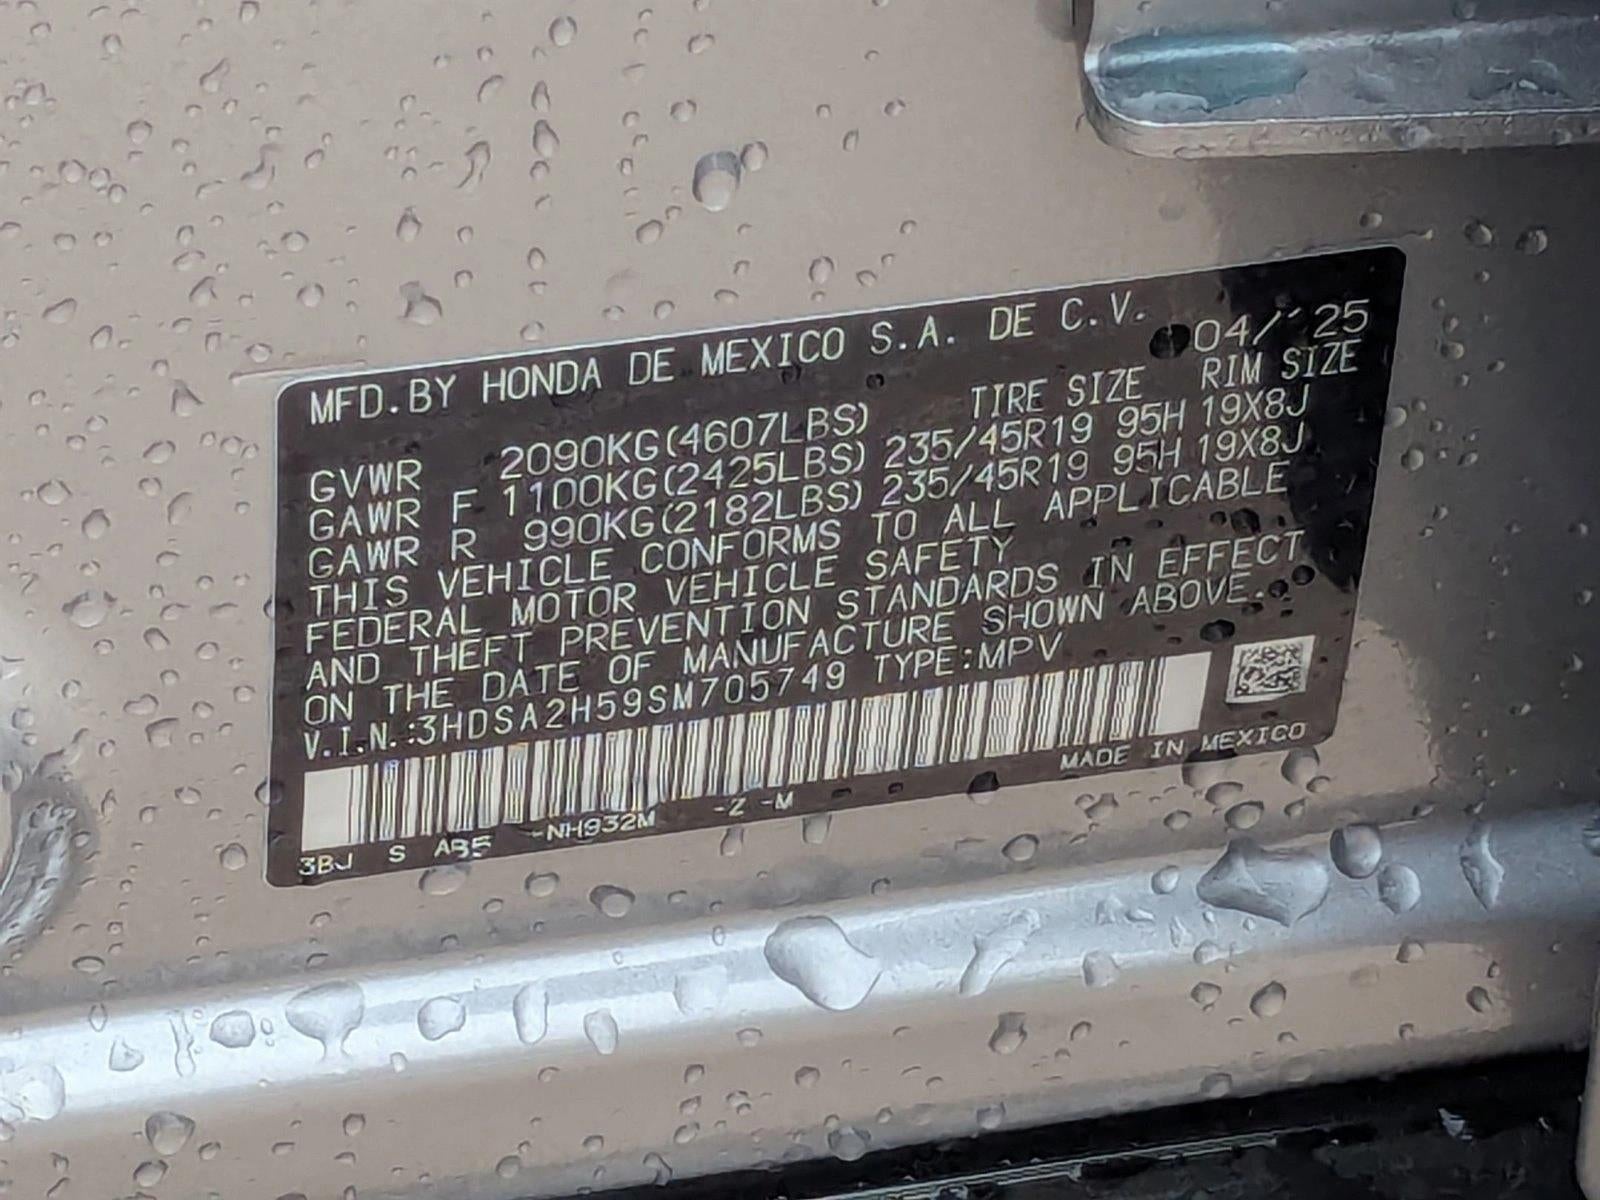 MFD.BY HONDA DE MEXICO S.A. DE C.V. 04/'25
TIRE SIZE RIM SIZE
GVWR 2090KG(4607LBS)
GAWR F 1100KG(2425LBS) 235/45R19 95H 19X8J
GAWR R 990KG(2182LBS) 235/45R19 95H 19X8J
THIS VEHICLE CONFORMS TO ALL APPLICABLE
FEDERAL MOTOR VEHICLE SAFETY
AND THEFT PREVENTION STANDARDS IN EFFECT
ON THE DATE OF MANUFACTURE SHOWN ABOVE.
V.I.N.:3HDSA2H59SM705749 TYPE:MPV
MADE IN MEXICO
3BJ S AB5 -NH932M -Z -M